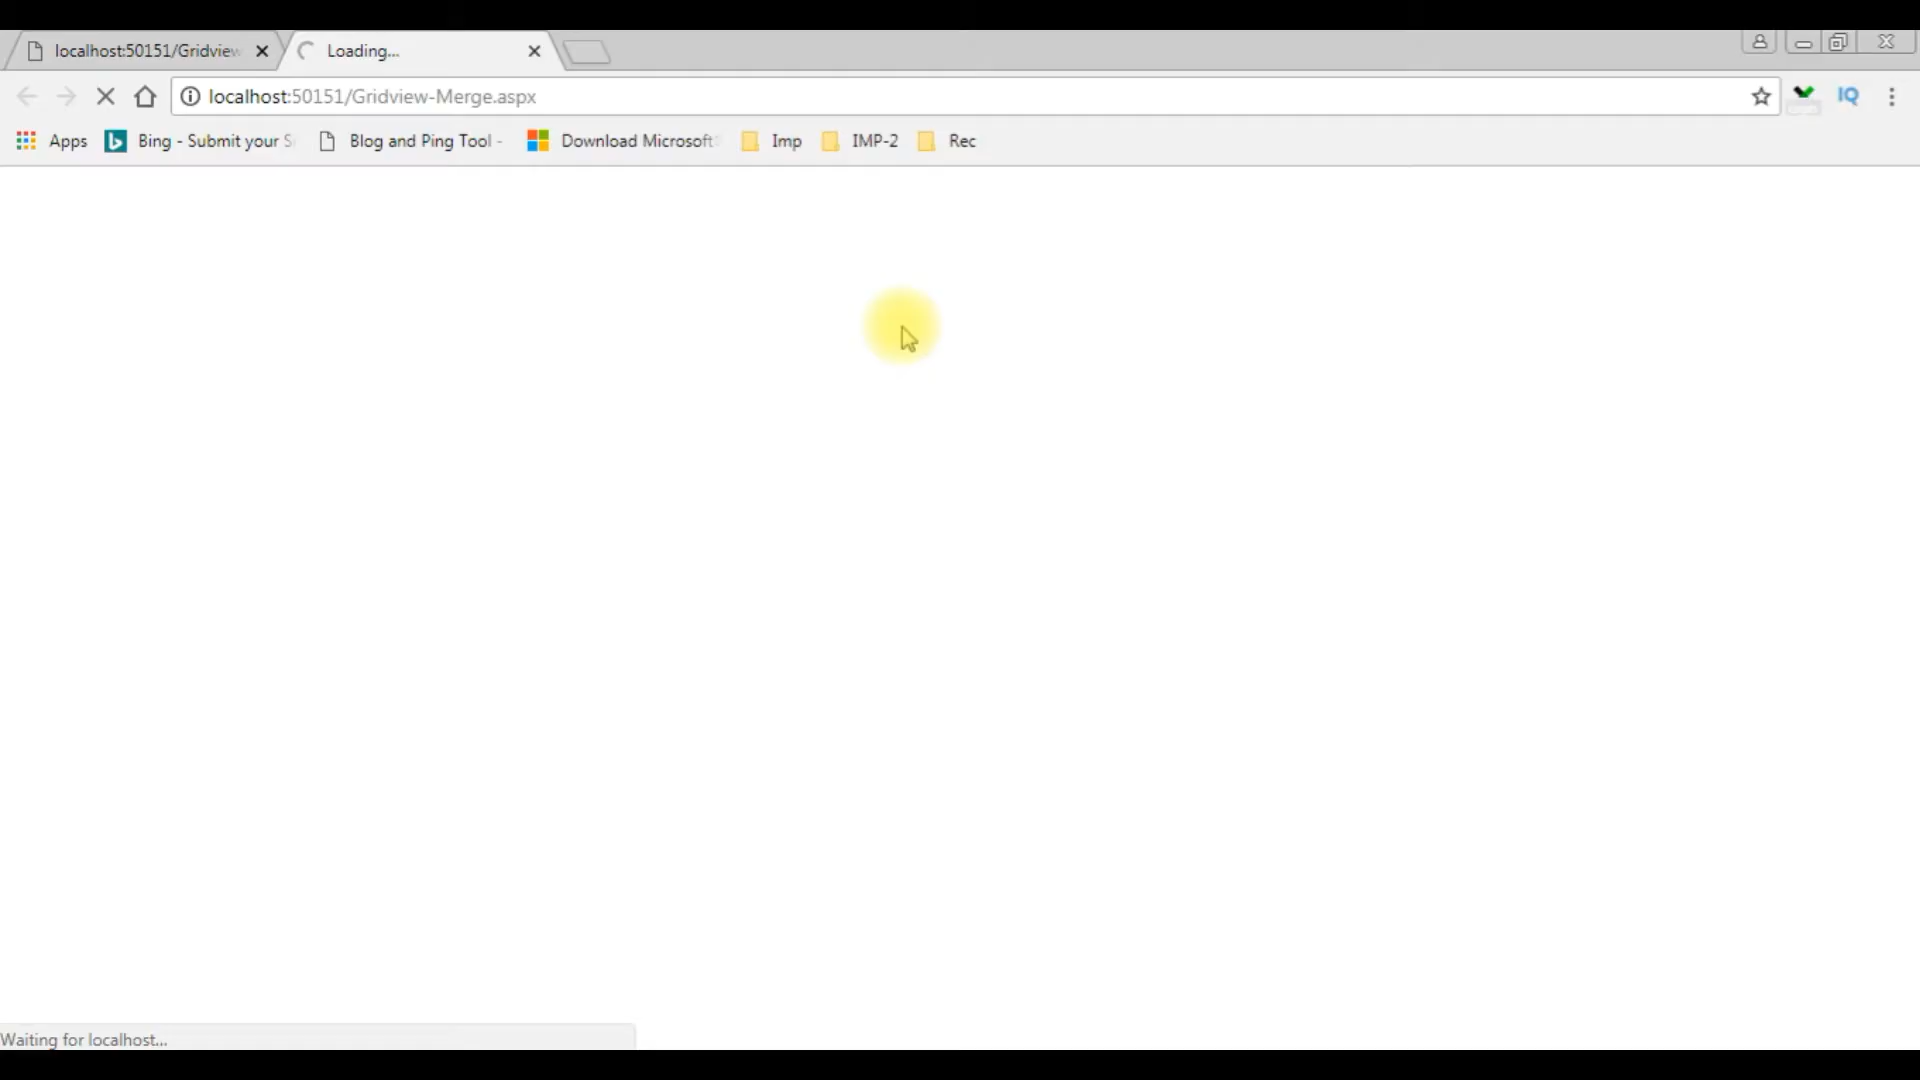 localhost:50151/Gridview
Loading...
localhost:50151/Gridview-Merge.aspx
IQ
Apps
Bing - Submit your S
Blog and Ping Tool -
Download Microsoft
Imp
IMP-2
Rec
Waiting for localhost...